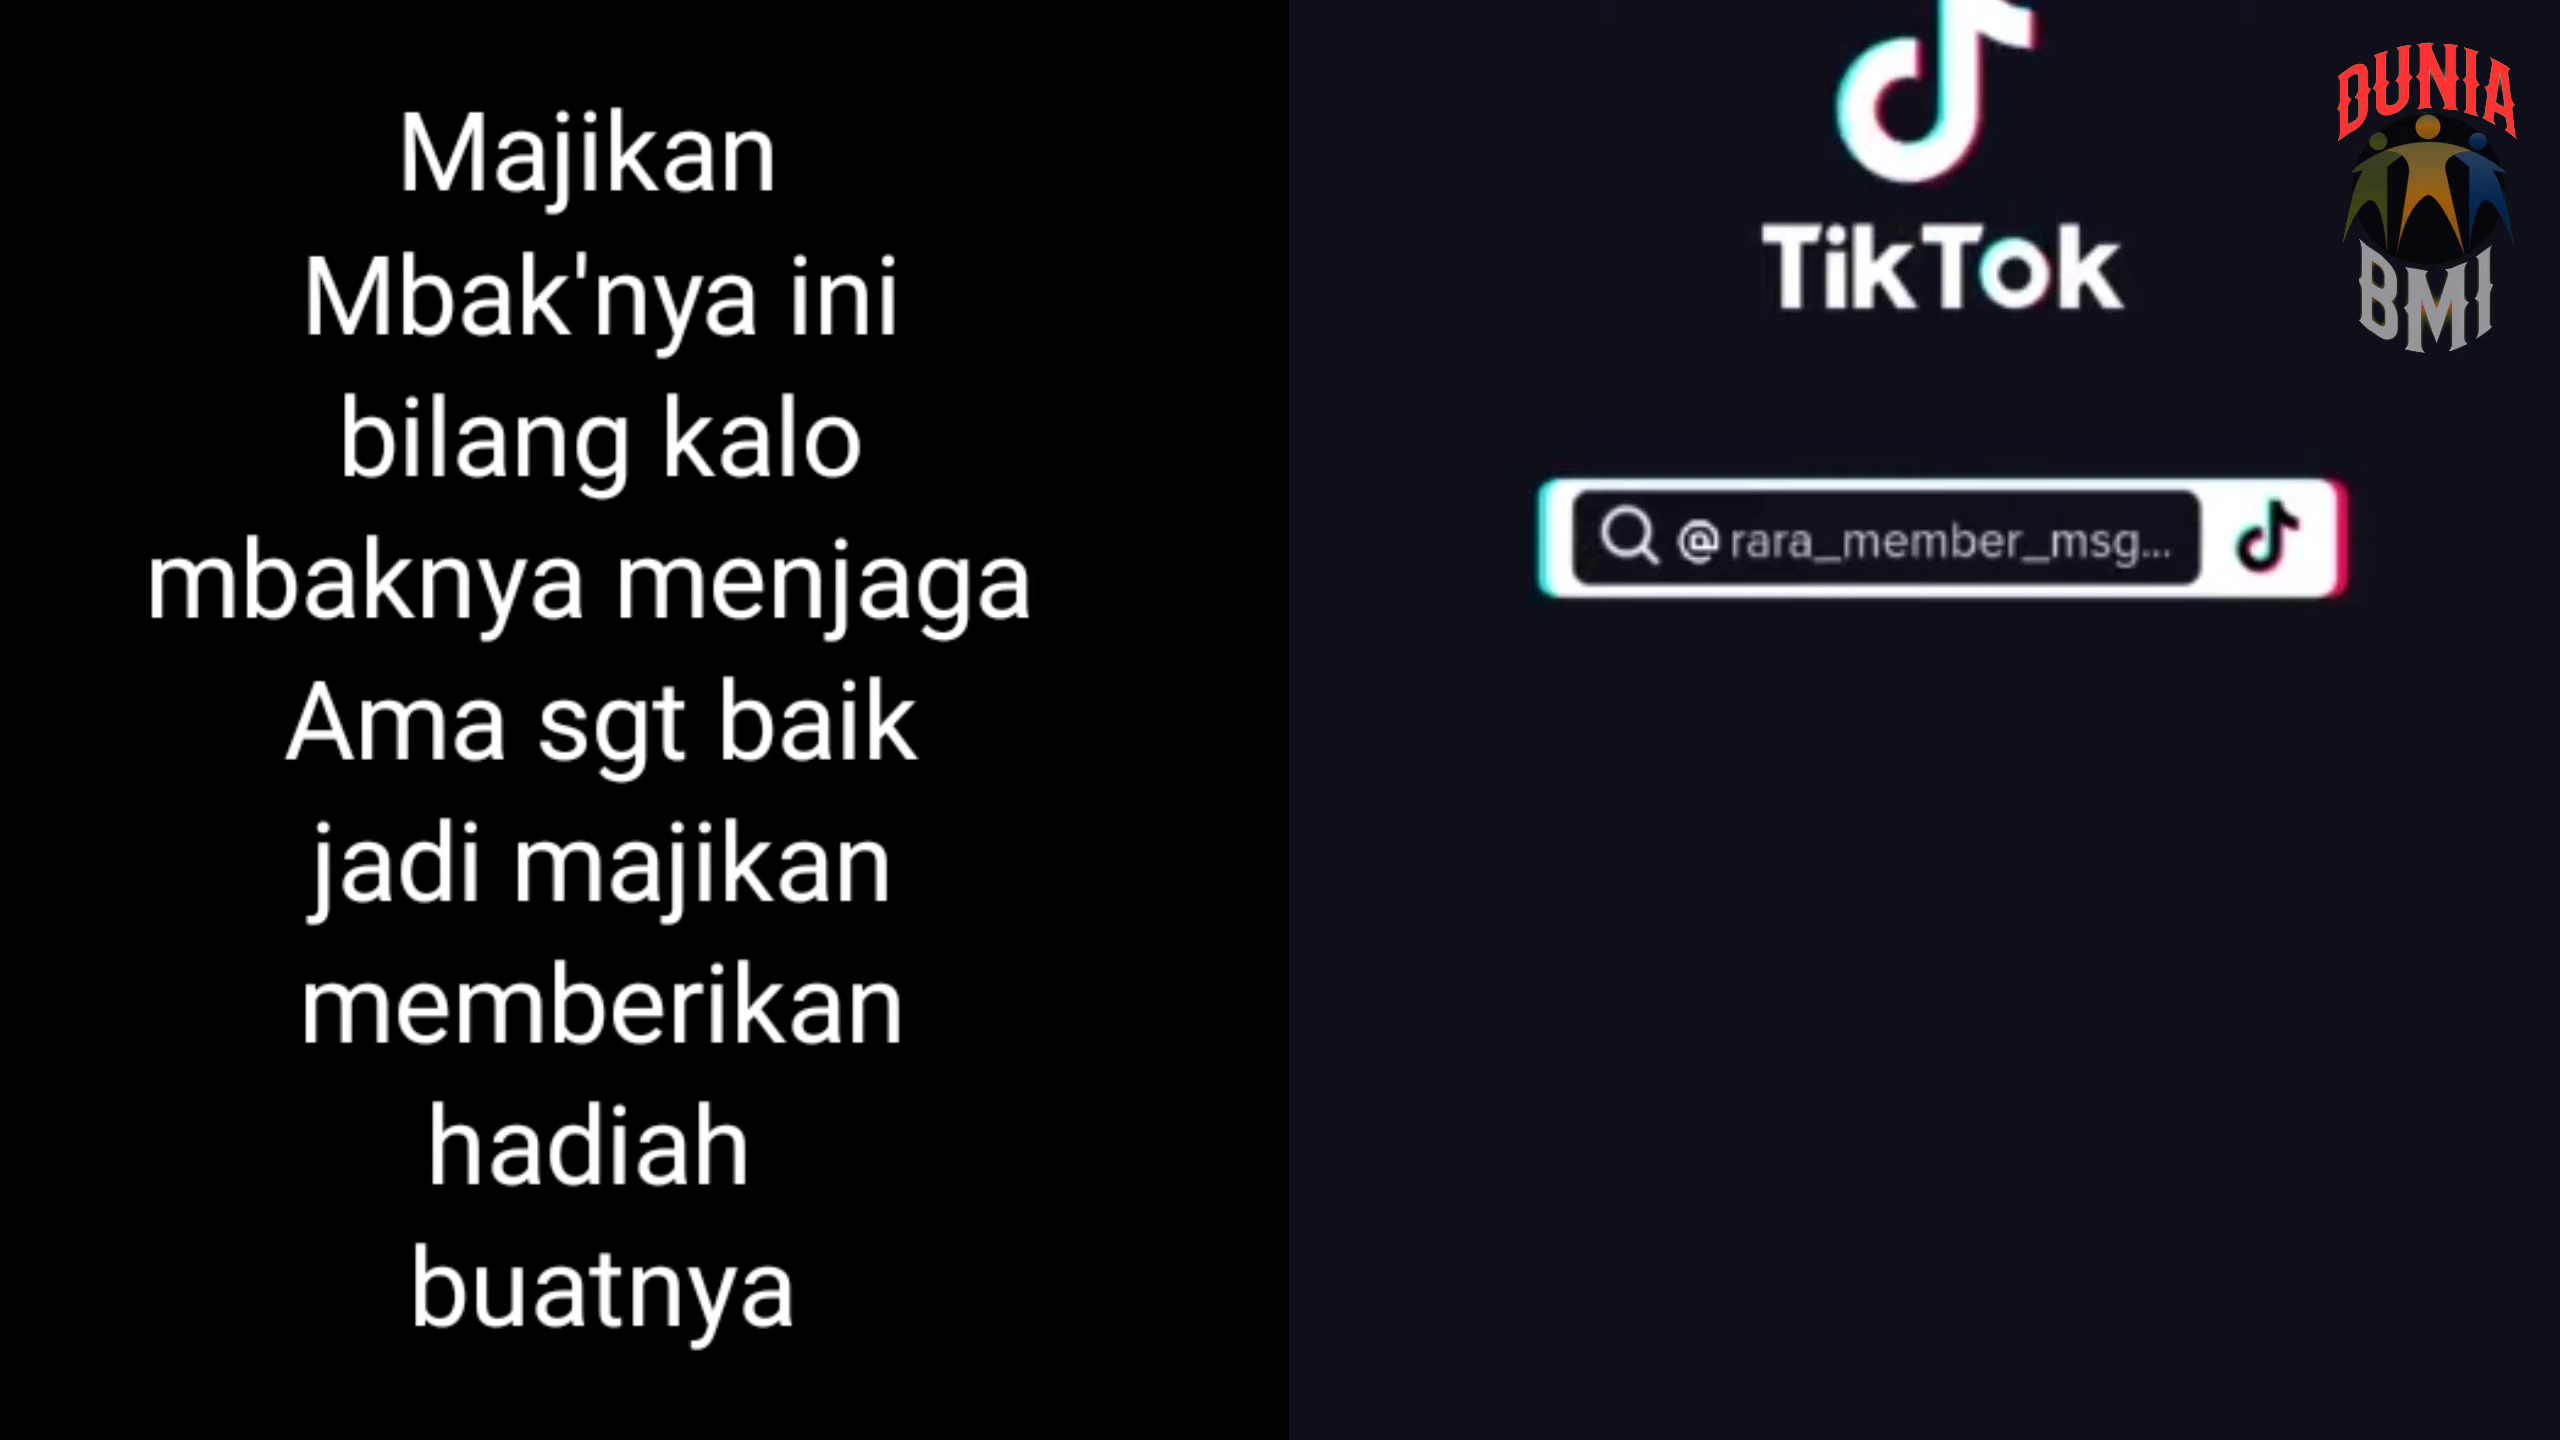 Majikan
Mbak'nya ini
bilang kalo
mbaknya menjaga
Ama sgt baik
jadi majikan
memberikan
hadiah
buatnya
TikTok
@rara_member_msg...
DUNIA
BMI